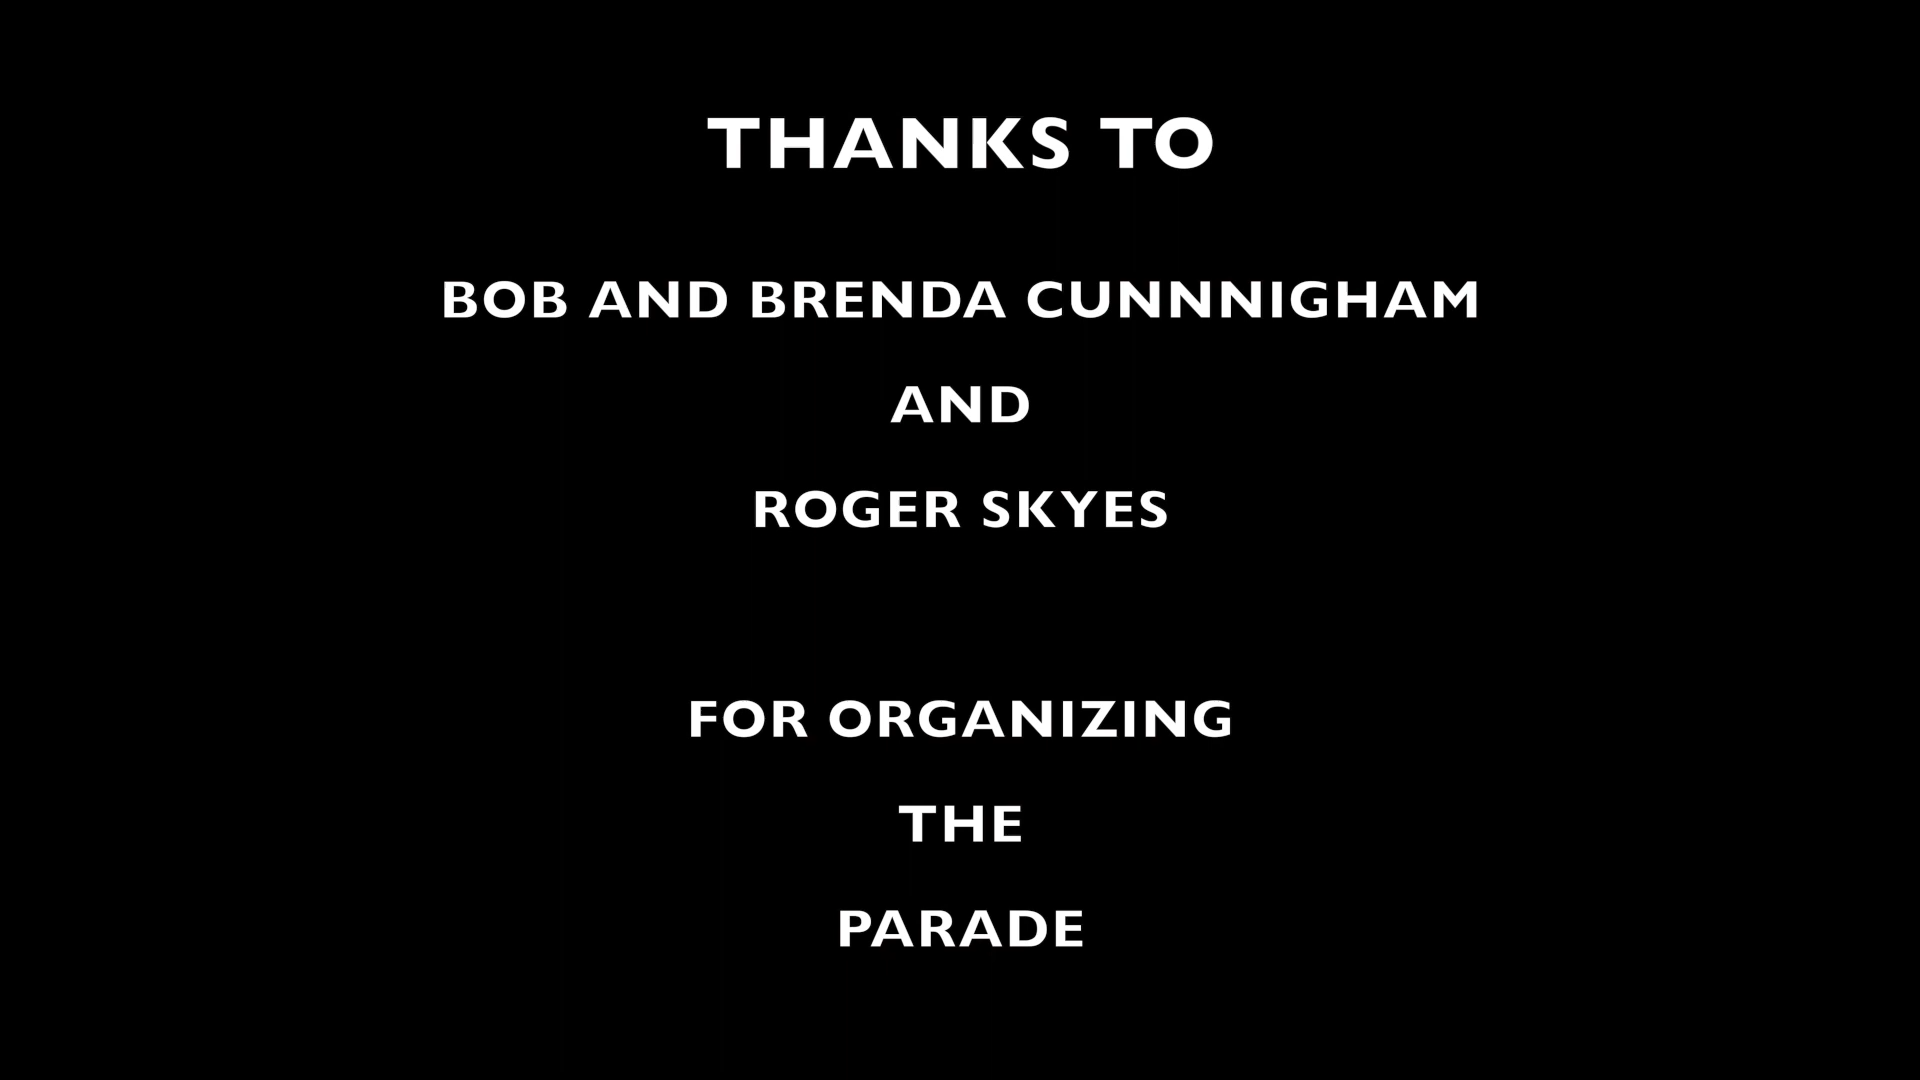 THANKS TO
BOB AND BRENDA CUNNNIGHAM
AND
ROGER SKYES
FOR ORGANIZING
THE
PARADE